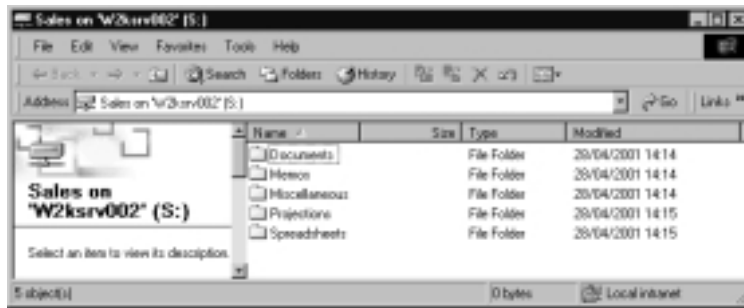 Sales on 'W2ksrv002' (S:)
File Edit View Favorites Tools Help
Back Search Folders History
Address Sales on 'W2ksrv002' (S:) Go Links »
Name Size Type Modified
Documents File Folder 28/04/2001 14:14
Memos File Folder 28/04/2001 14:14
Miscellaneous File Folder 28/04/2001 14:14
Projections File Folder 28/04/2001 14:15
Spreadsheets File Folder 28/04/2001 14:15
Sales on
'W2ksrv002' (S:)
Select an item to view its description.
5 object(s) 0 bytes Local intranet